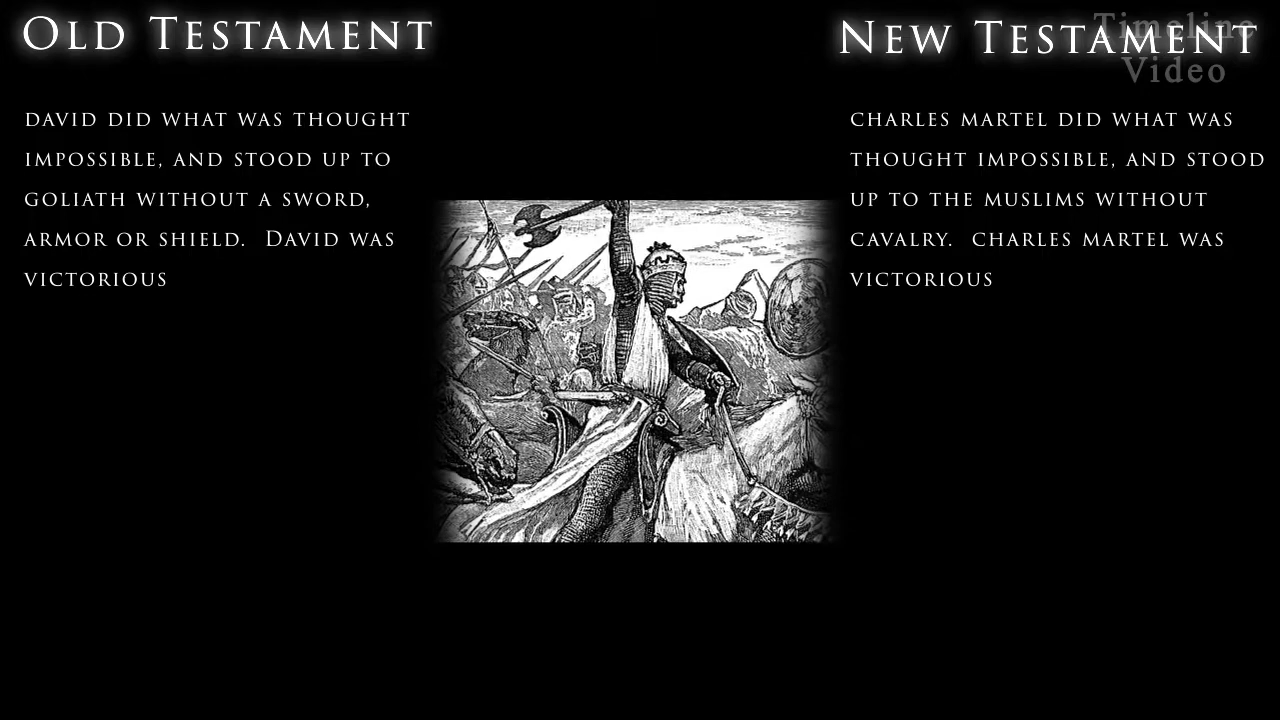 Old Testament
DAVID DID WHAT WAS THOUGHT
IMPOSSIBLE, AND STOOD UP TO
GOLIATH WITHOUT A SWORD,
ARMOR OR SHIELD. David was
VICTORIOUS
New Testament
Timeline
Video
CHARLES MARTEL DID WHAT WAS
THOUGHT IMPOSSIBLE, AND STOOD
UP TO THE MUSLIMS WITHOUT
CAVALRY. CHARLES MARTEL WAS
VICTORIOUS